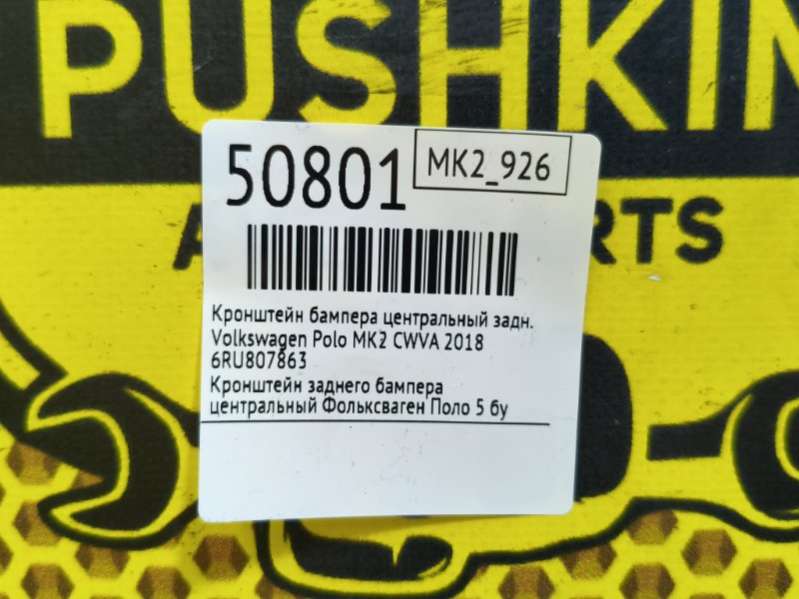 PUSHKIN
50801
MK2_926
RTS
Кронштейн бампера центральный задн.
Volkswagen Polo MK2 CWVA 2018
6RU807863
Кронштейн заднего бампера
центральный Фольксваген Поло 5 бу